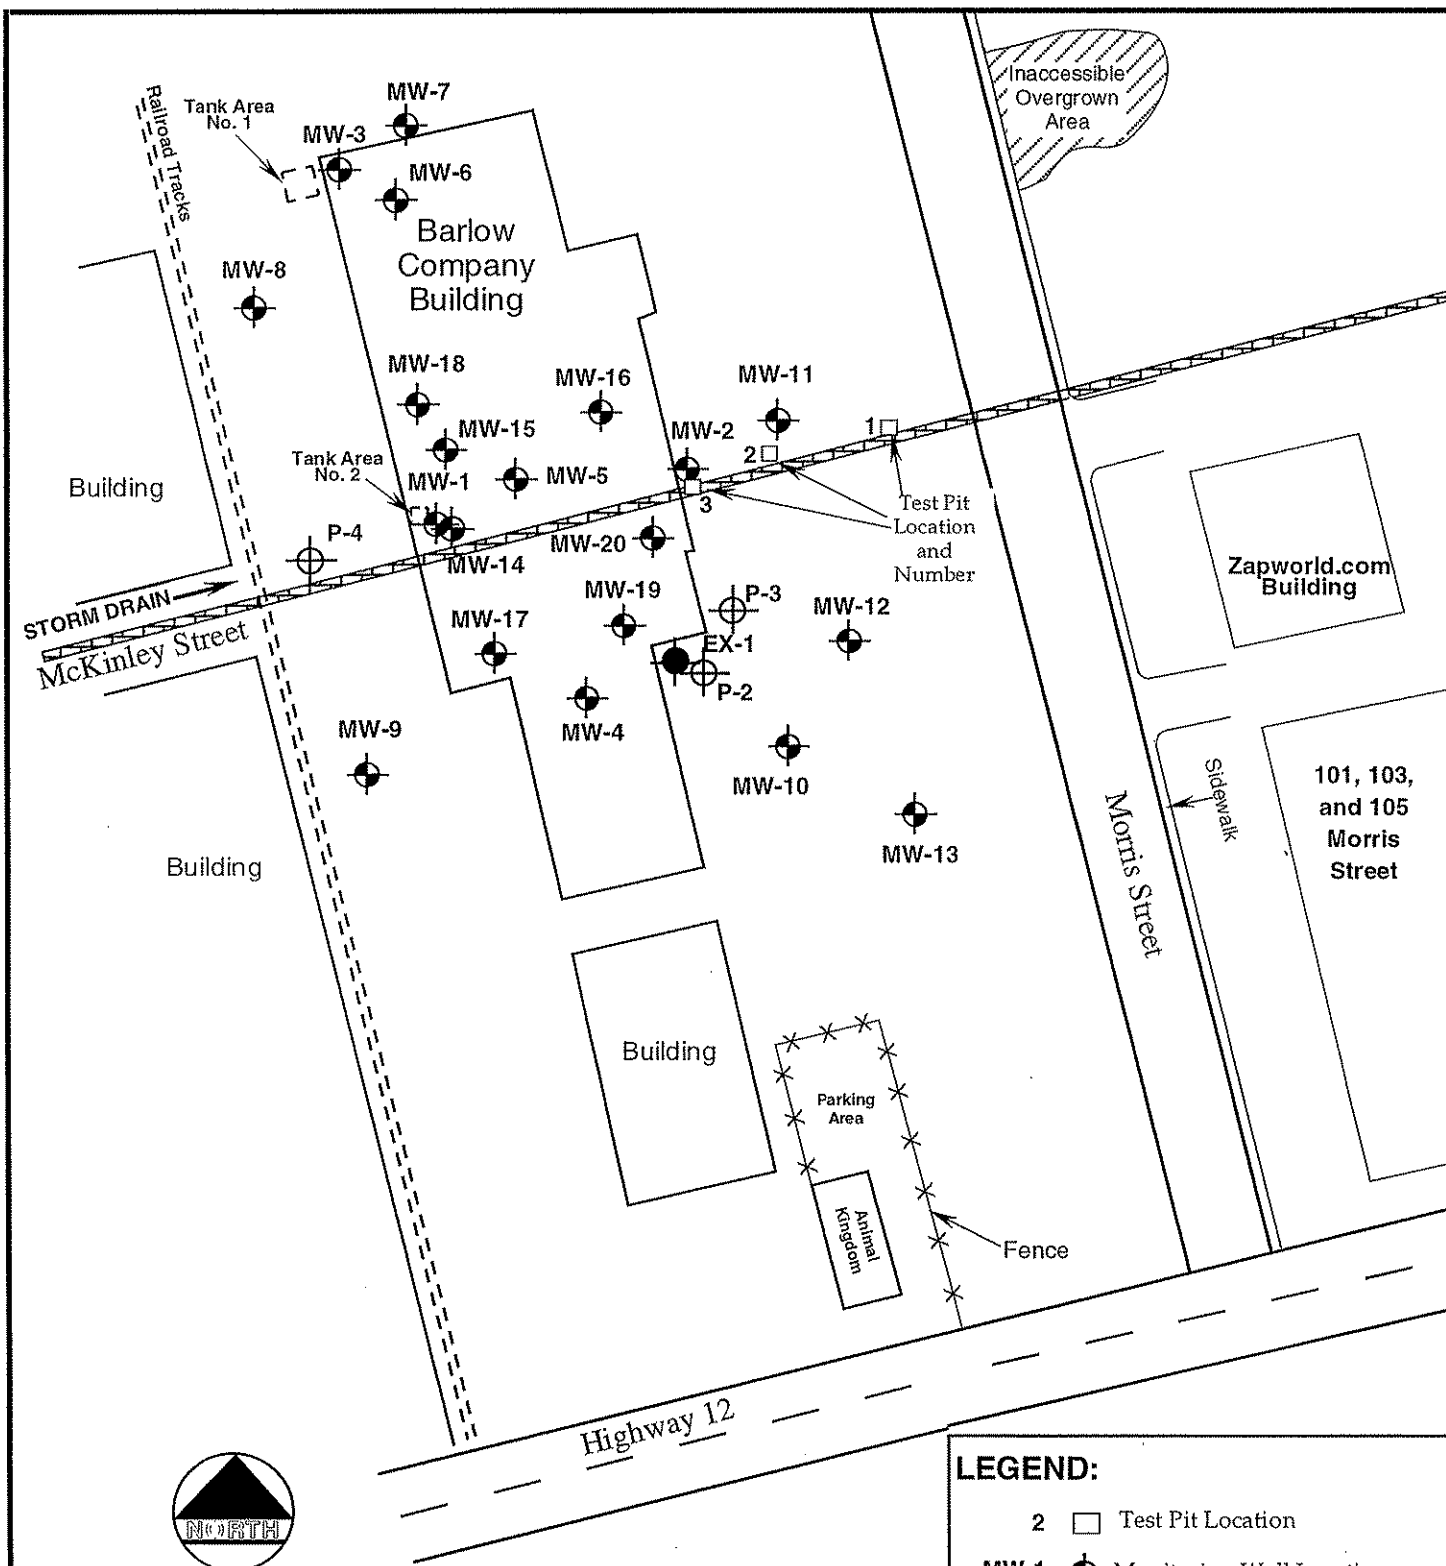 Railroad Tracks
Tank Area
No. 1
MW-7
MW-3
MW-6
Inaccessible
Overgrown
Area
Barlow
Company
Building
MW-8
MW-18
MW-16
MW-11
MW-15
MW-2
1
2
Tank Area
No. 2
MW-1
MW-5
3
Building
Test Pit
Location
and
Number
P-4
MW-20
MW-14
Zapworld.com
Building
STORM DRAIN
McKinley Street
MW-19
P-3
MW-12
MW-17
EX-1
P-2
MW-9
MW-4
MW-10
Sidewalk
101, 103,
and 105
Morris
Street
MW-13
Morris Street
Building
Building
Parking
Area
Animal
Kingdom
Fence
Highway 12
NORTH
LEGEND:
2 Test Pit Location
MW-1 Monitoring Well Location